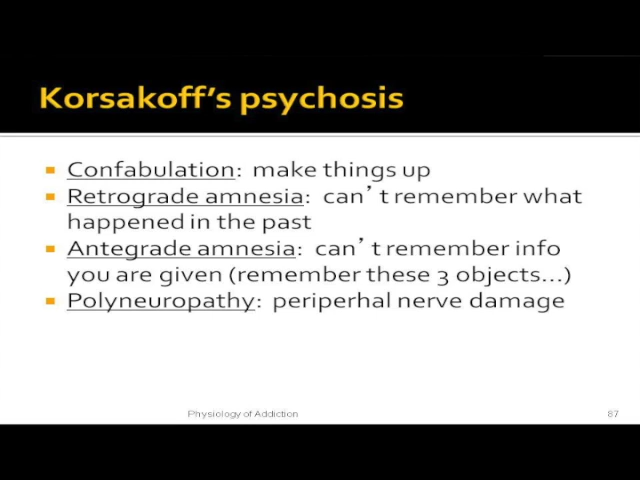 Korsakoff’s psychosis
Confabulation: make things up
Retrograde amnesia: can’t remember what
happened in the past
Antegrade amnesia: can’t remember info
you are given (remember these 3 objects...)
Polyneuropathy: periperhal nerve damage
Physiology of Addiction 87